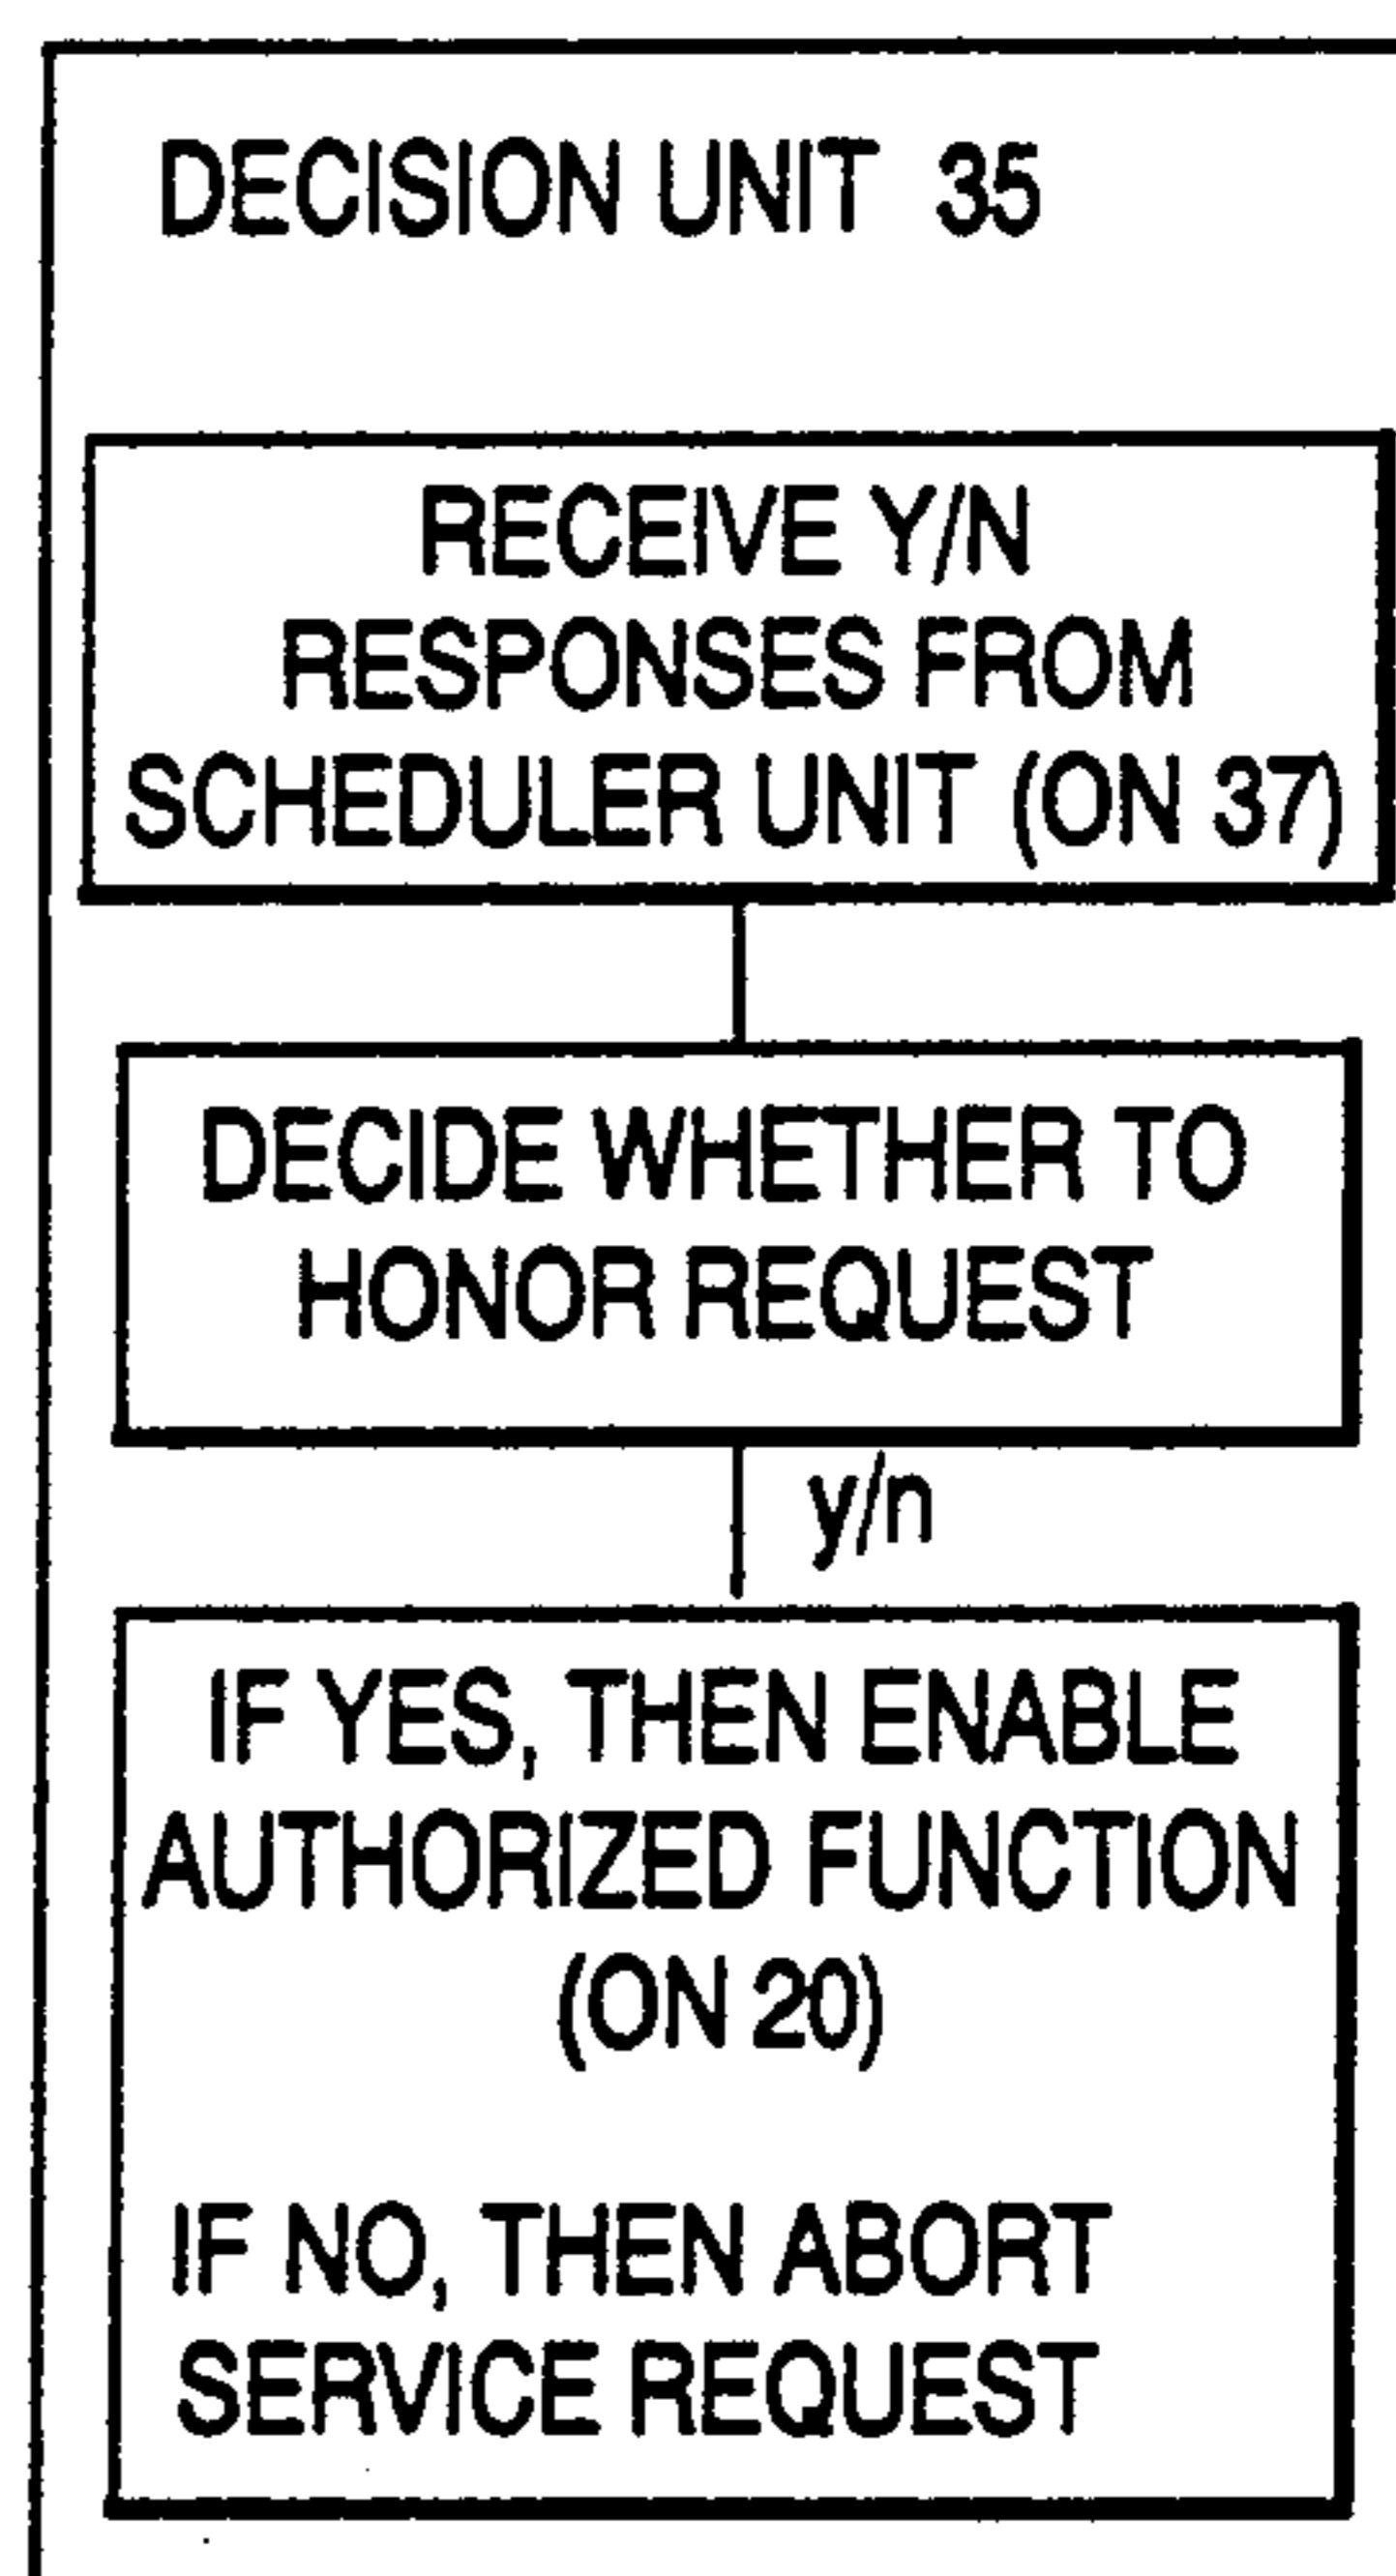 DECISION UNIT 35
RECEIVE Y/N
RESPONSES FROM
SCHEDULER UNIT (ON 37)
DECIDE WHETHER TO
HONOR REQUEST
y/n
IF YES, THEN ENABLE
AUTHORIZED FUNCTION
(ON 20)
IF NO, THEN ABORT
SERVICE REQUEST